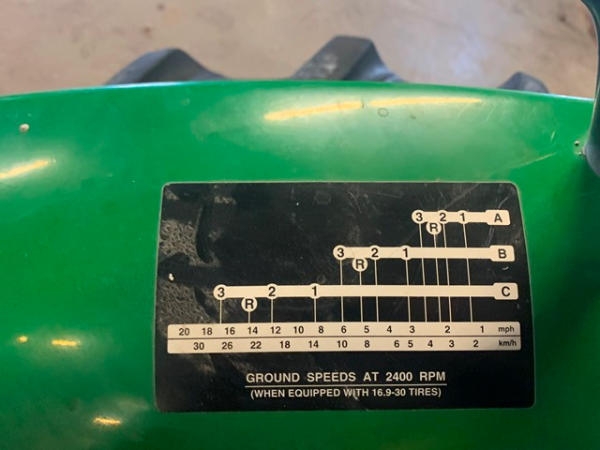 3 R 2 1 A
3 R 2 1 B
3 R 2 1 C
20 18 16 14 12 10 8 6 5 4 3 2 1 mph
30 26 22 18 14 10 8 6 5 4 3 2 km/h
GROUND SPEEDS AT 2400 RPM
(WHEN EQUIPPED WITH 16.9-30 TIRES)